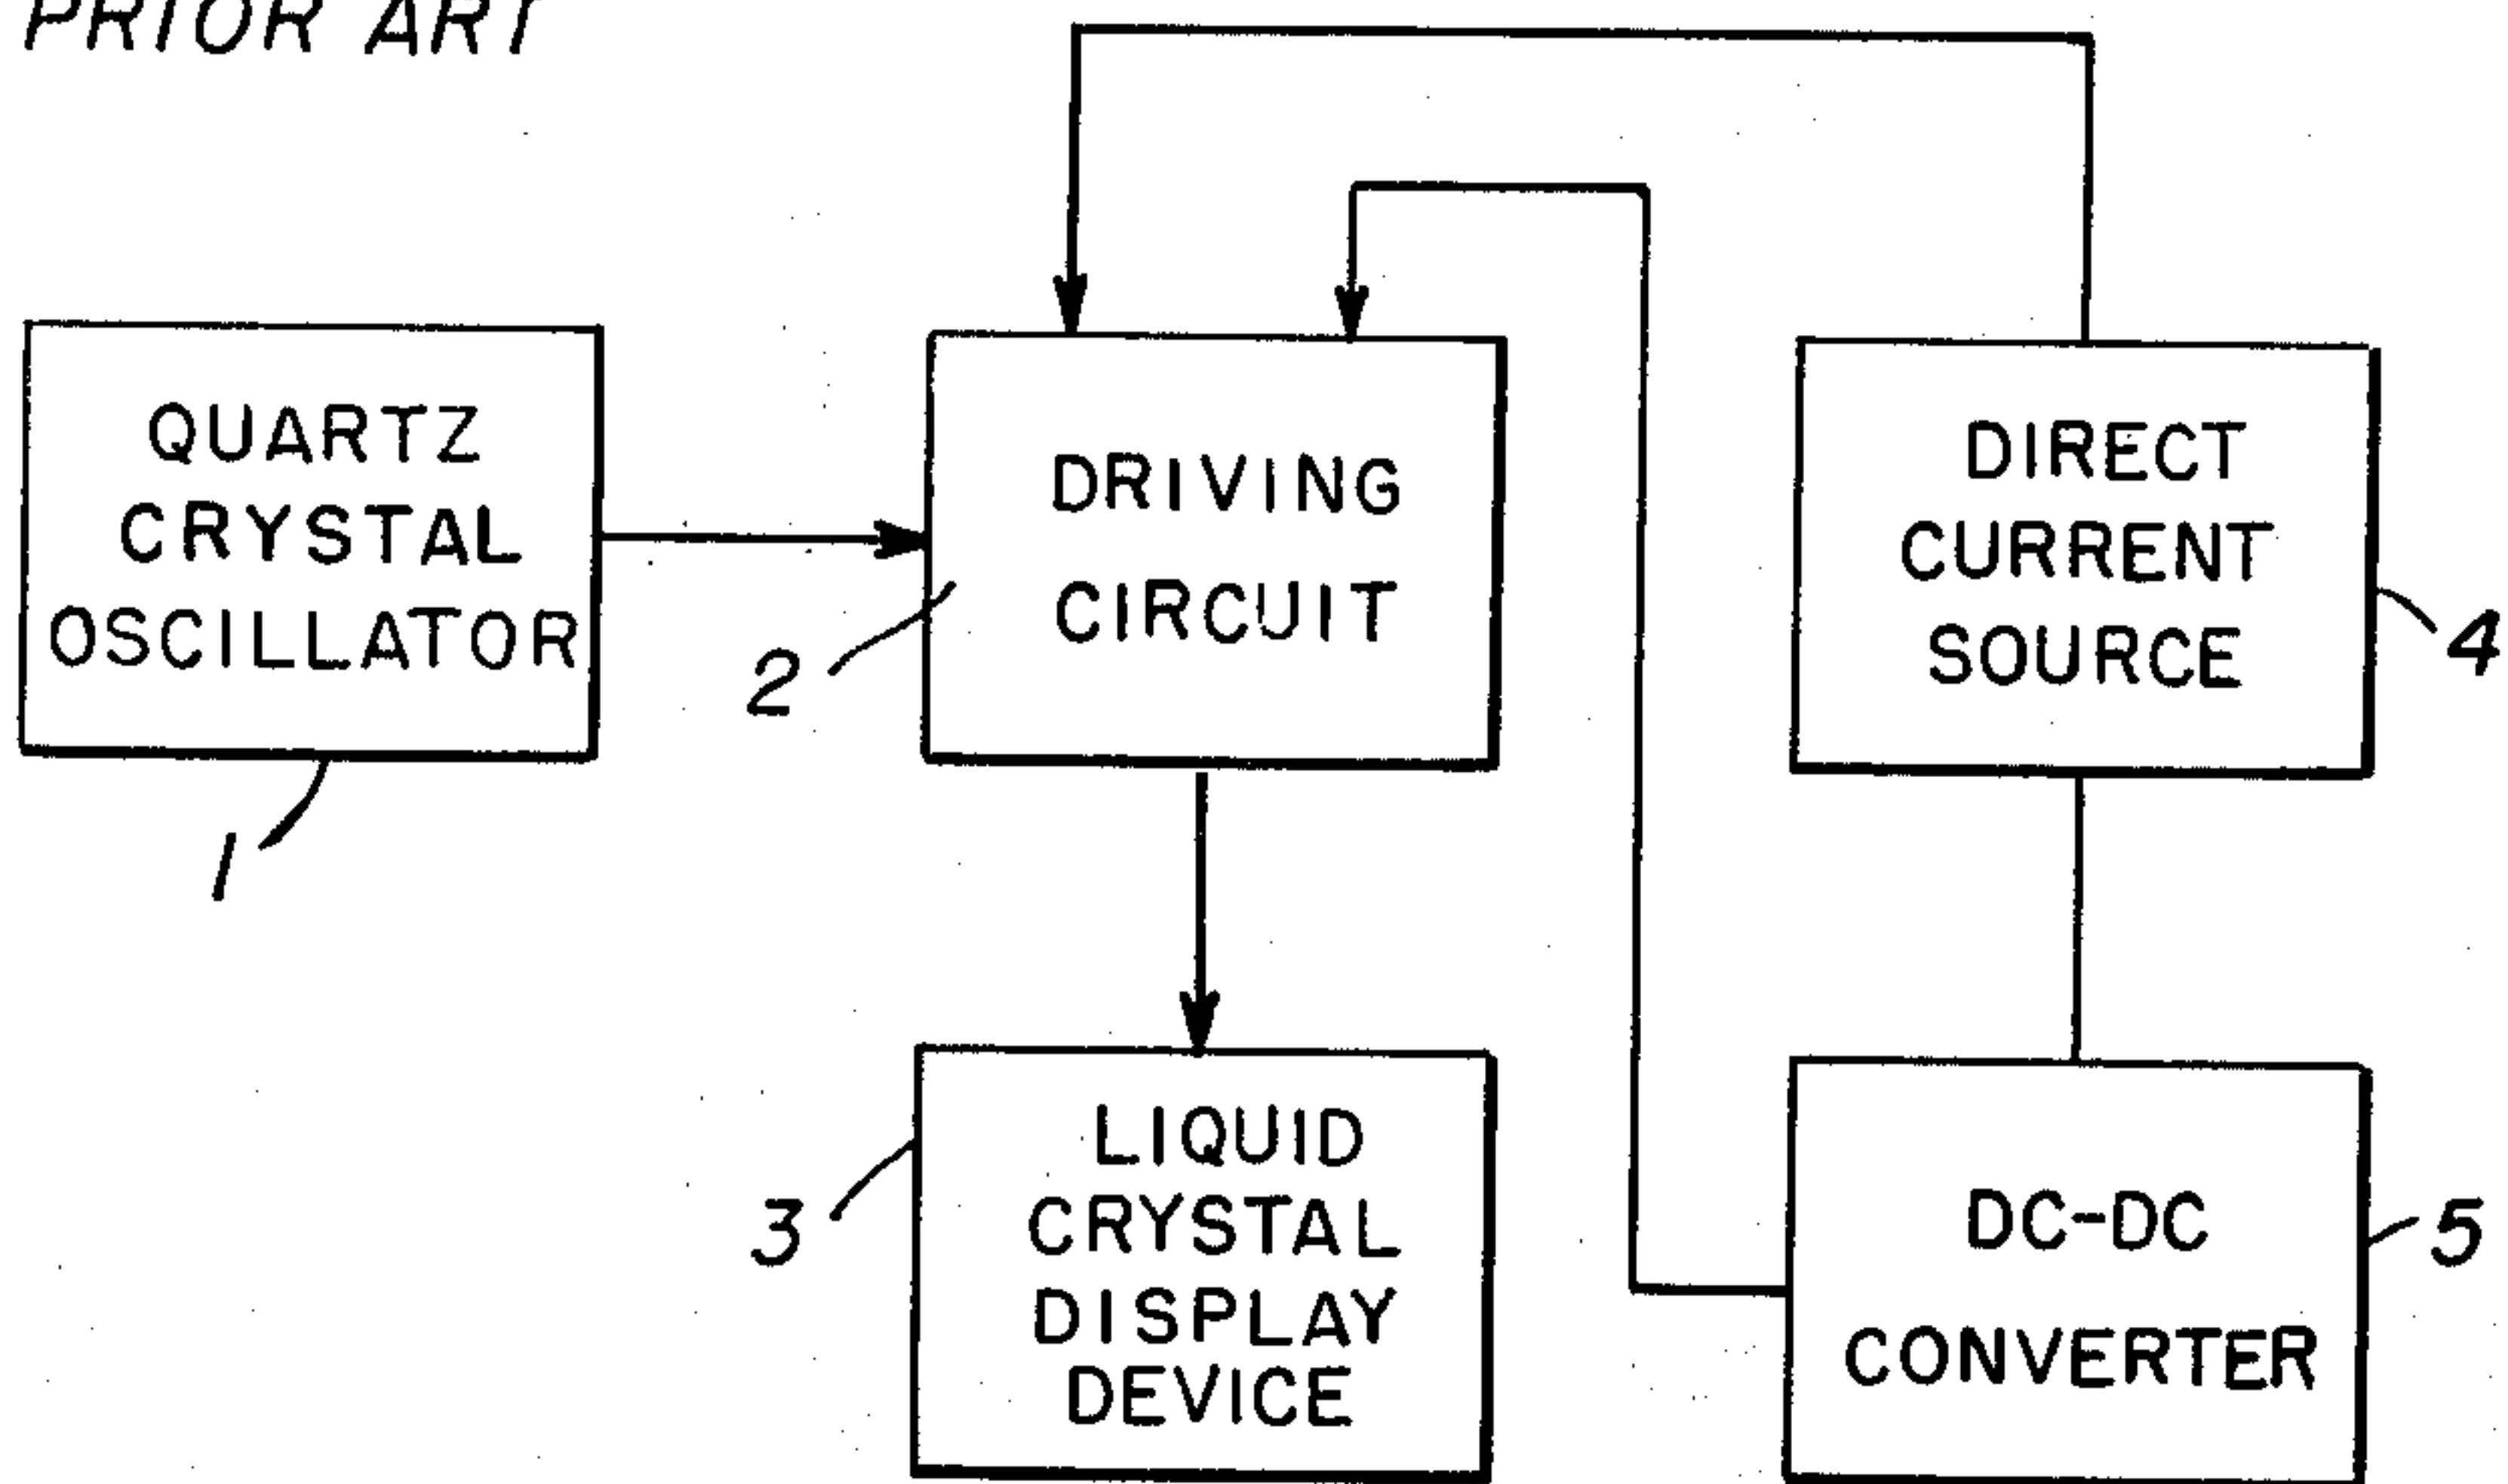 PRIOR ART
QUARTZ
CRYSTAL
OSCILLATOR
1
DRIVING
CIRCUIT
2
DIRECT
CURRENT
SOURCE
4
LIQUID
CRYSTAL
DISPLAY
DEVICE
3
DC-DC
CONVERTER
5